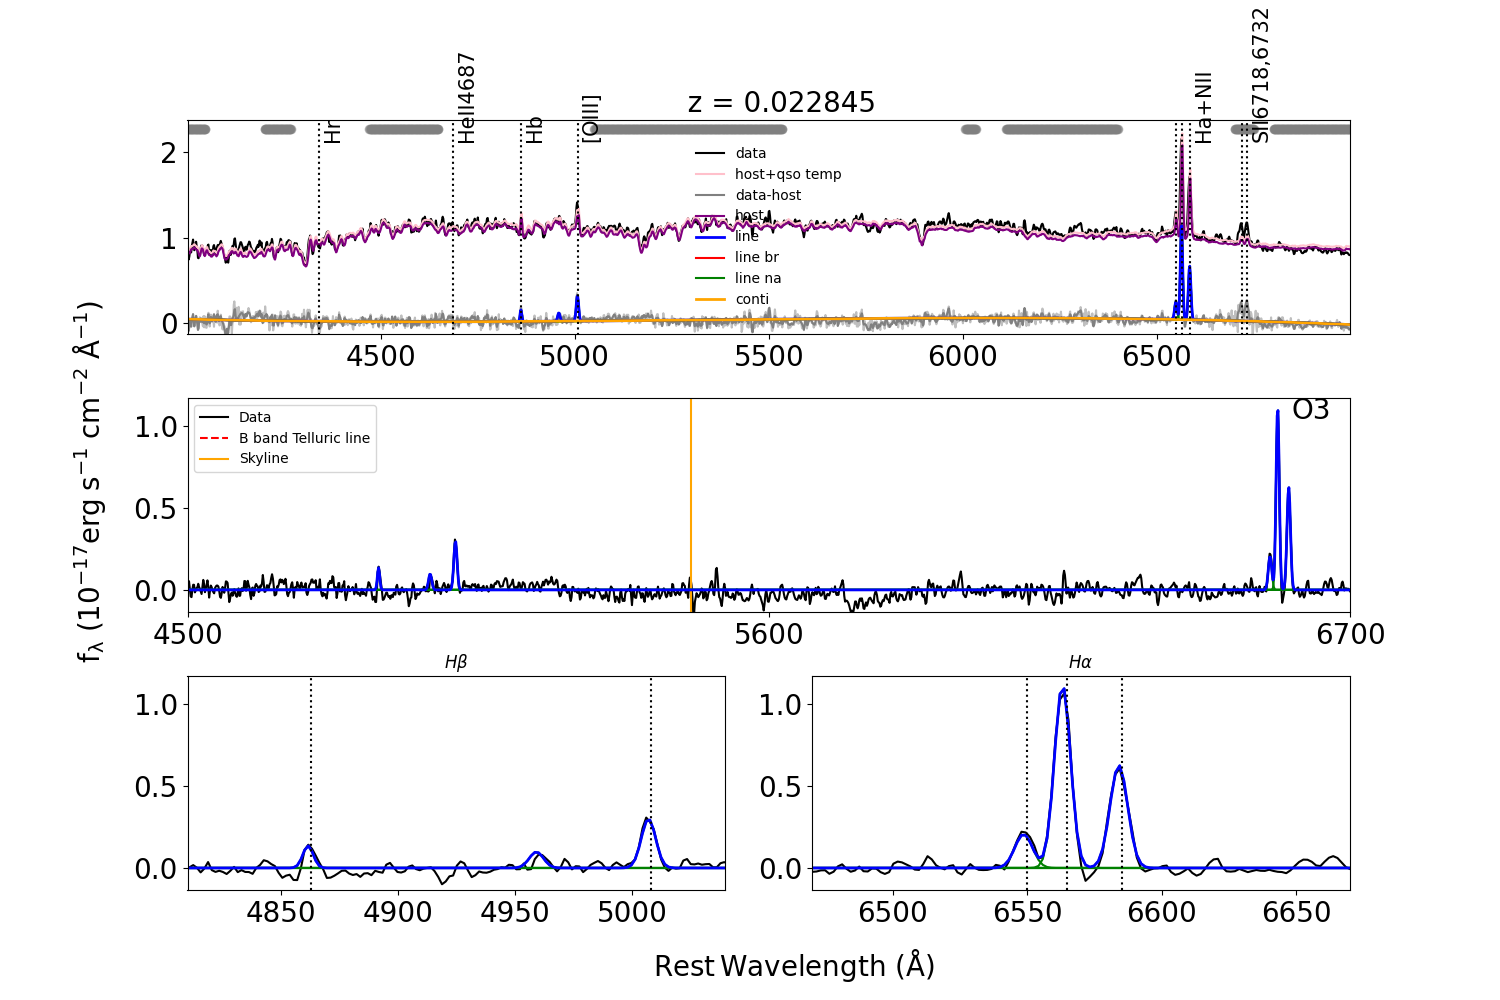 z = 0.022845
Hr
HeII4687
Hb
[OIII]
Ha+NII
SII6718,6732
data
host+qso temp
data-host
host
line
line br
line na
conti
2
1
0
4500 5000 5500 6000 6500
f_λ (10^{-17}erg s^{-1} cm^{-2} Å^{-1})
Data
B band Telluric line
Skyline
O3
1.0
0.5
0.0
4500 5600 6700
Hβ
1.0
0.5
0.0
4850 4900 4950 5000
Hα
1.0
0.5
0.0
6500 6550 6600 6650
Rest Wavelength (Å)